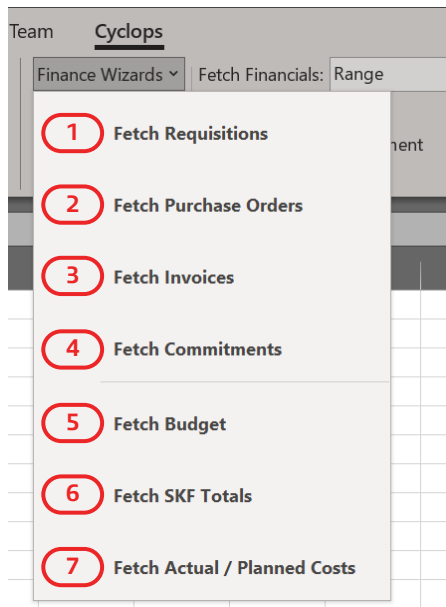 Team Cyclops
Finance Wizards Fetch Financials: Range
1 Fetch Requisitions
2 Fetch Purchase Orders
3 Fetch Invoices
4 Fetch Commitments
5 Fetch Budget
6 Fetch SKF Totals
7 Fetch Actual / Planned Costs